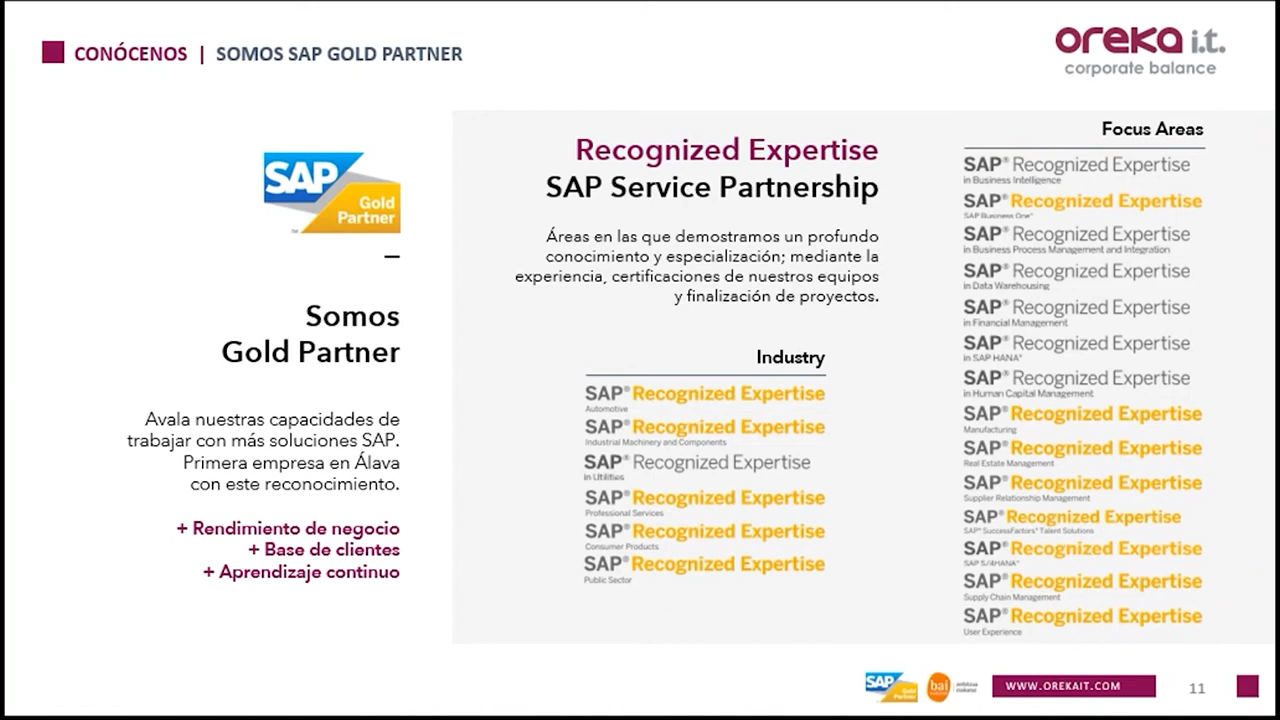 CONÓCENOS | SOMOS SAP GOLD PARTNER
oreka i.t.
corporate balance
SAP
Gold
Partner
Somos
Gold Partner
Avala nuestras capacidades de
trabajar con más soluciones SAP.
Primera empresa en Álava
con este reconocimiento.
+ Rendimiento de negocio
+ Base de clientes
+ Aprendizaje continuo
Recognized Expertise
SAP Service Partnership
Áreas en las que demostramos un profundo
conocimiento y especialización; mediante la
experiencia, certificaciones de nuestros equipos
y finalización de proyectos.
Industry
SAP® Recognized Expertise
Automotive
SAP® Recognized Expertise
Industrial Machinery and Components
SAP® Recognized Expertise
in Utilities
SAP® Recognized Expertise
Professional Services
SAP® Recognized Expertise
Consumer Products
SAP® Recognized Expertise
Public Sector
Focus Areas
SAP® Recognized Expertise
in Business Intelligence
SAP® Recognized Expertise
SAP Business One®
SAP® Recognized Expertise
in Business Process Management and Integration
SAP® Recognized Expertise
in Data Warehousing
SAP® Recognized Expertise
in Financial Management
SAP® Recognized Expertise
in SAP HANA®
SAP® Recognized Expertise
in Human Capital Management
SAP® Recognized Expertise
Manufacturing
SAP® Recognized Expertise
Real Estate Management
SAP® Recognized Expertise
Supplier Relationship Management
SAP® Recognized Expertise
SAP® SuccessFactors® Talent Solutions
SAP® Recognized Expertise
SAP S/4HANA®
SAP® Recognized Expertise
Supply Chain Management
SAP® Recognized Expertise
User Experience
SAP
Gold
Partner
bai
WWW.OREKAIT.COM
11